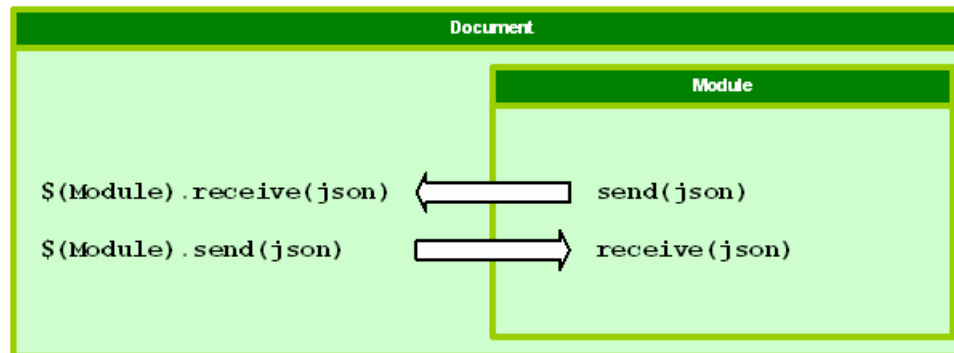 Document
Module
$(Module).receive(json)
send(json)
$(Module).send(json)
receive(json)